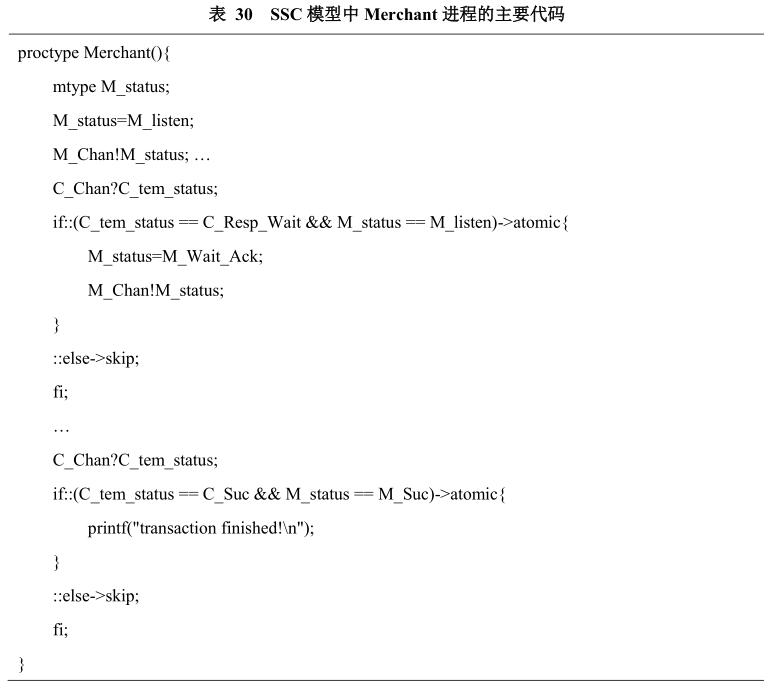 表 30 SSC 模型中 Merchant 进程的主要代码
proctype Merchant(){
mtype M_status;
M_status=M_listen;
M_Chan!M_status; …
C_Chan?C_tem_status;
if::(C_tem_status == C_Resp_Wait && M_status == M_listen)->atomic{
M_status=M_Wait_Ack;
M_Chan!M_status;
}
::else->skip;
fi;
…
C_Chan?C_tem_status;
if::(C_tem_status == C_Suc && M_status == M_Suc)->atomic{
printf("transaction finished!\n");
}
::else->skip;
fi;
}